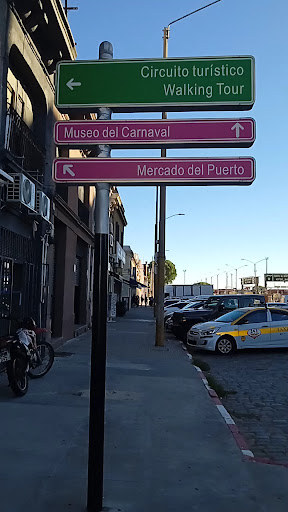 Circuito turístico
Walking Tour
Museo del Carnaval
Mercado del Puerto